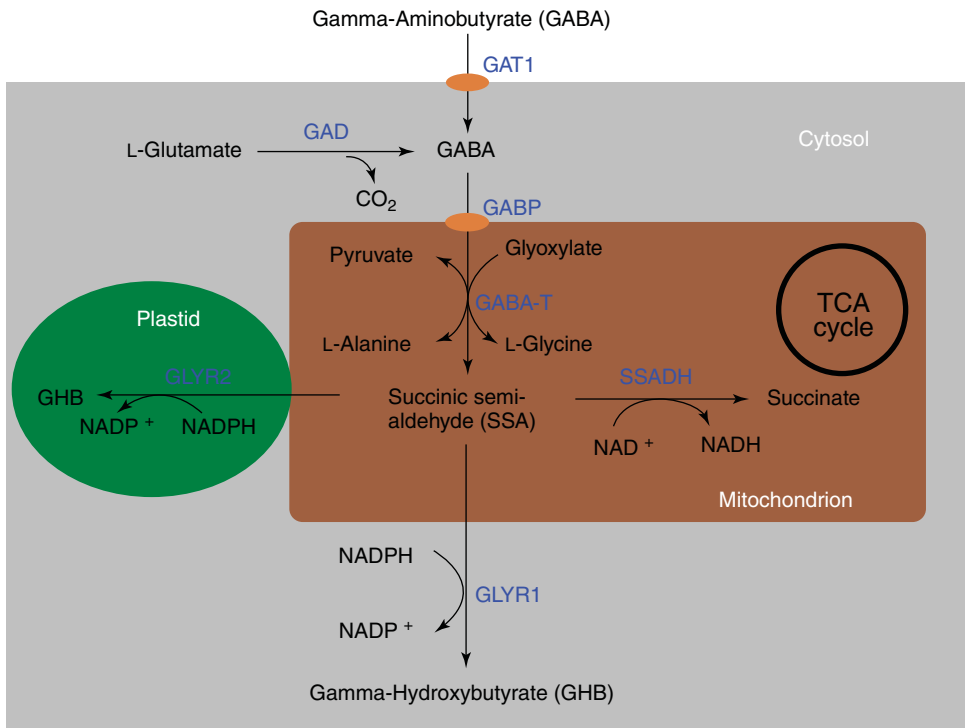 Gamma-Aminobutyrate (GABA)
GAT1
Cytosol
GAD
L-Glutamate
GABA
CO2
GABP
Pyruvate
Glyoxylate
TCA
cycle
GABA-T
Plastid
L-Alanine
L-Glycine
GLYR2
SSADH
GHB
Succinic semi-
aldehyde (SSA)
Succinate
NADP +
NADPH
NAD +
NADH
Mitochondrion
NADPH
GLYR1
NADP +
Gamma-Hydroxybutyrate (GHB)